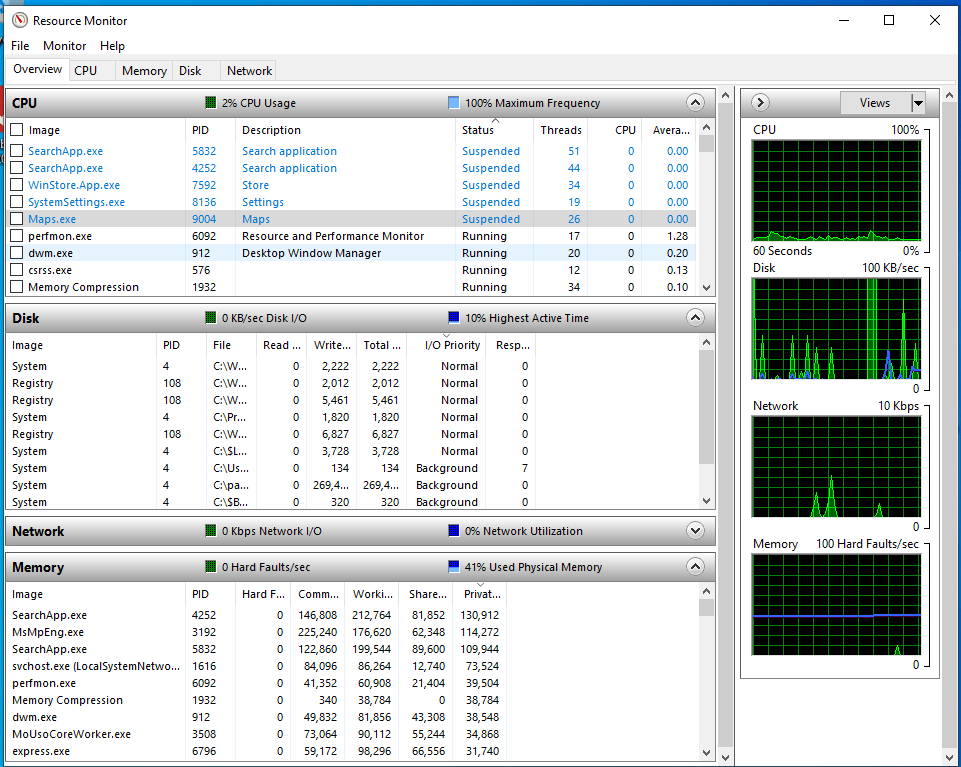 Resource Monitor
File Monitor Help
Overview CPU Memory Disk Network
CPU 2% CPU Usage 100% Maximum Frequency
Image PID Description Status Threads CPU Avera...
SearchApp.exe 5832 Search application Suspended 51 0 0.00
SearchApp.exe 4252 Search application Suspended 44 0 0.00
WinStore.App.exe 7592 Store Suspended 34 0 0.00
SystemSettings.exe 8136 Settings Suspended 19 0 0.00
Maps.exe 9004 Maps Suspended 26 0 0.00
perfmon.exe 6092 Resource and Performance Monitor Running 17 0 1.28
dwm.exe 912 Desktop Window Manager Running 20 0 0.20
csrss.exe 576 Running 12 0 0.13
Memory Compression 1932 Running 34 0 0.10
Disk 0 KB/sec Disk I/O 10% Highest Active Time
Image PID File Read ... Write... Total ... I/O Priority Resp...
System 4 C:\W... 0 2,222 2,222 Normal 0
Registry 108 C:\W... 0 2,012 2,012 Normal 0
Registry 108 C:\W... 0 5,461 5,461 Normal 0
System 4 C:\Pr... 0 1,820 1,820 Normal 0
Registry 108 C:\W... 0 6,827 6,827 Normal 0
System 4 C:\$L... 0 3,728 3,728 Normal 0
System 4 C:\Us... 0 134 134 Background 7
System 4 C:\pa... 0 269,4... 269,4... Background 0
System 4 C:\$B... 0 320 320 Background 0
Network 0 Kbps Network I/O 0% Network Utilization
Memory 0 Hard Faults/sec 41% Used Physical Memory
Image PID Hard F... Comm... Worki... Share... Privat...
SearchApp.exe 4252 0 146,808 212,764 81,852 130,912
MsMpEng.exe 3192 0 225,240 176,620 62,348 114,272
SearchApp.exe 5832 0 122,860 199,544 89,600 109,944
svchost.exe (LocalSystemNetwo... 1616 0 84,096 86,264 12,740 73,524
perfmon.exe 6092 0 41,352 60,908 21,404 39,504
Memory Compression 1932 0 340 38,784 0 38,784
dwm.exe 912 0 49,832 81,856 43,308 38,548
MoUsoCoreWorker.exe 3508 0 73,064 90,112 55,244 34,868
express.exe 6796 0 59,172 98,296 66,556 31,740
Views
CPU 100%
60 Seconds 0%
Disk 100 KB/sec
0
Network 10 Kbps
0
Memory 100 Hard Faults/sec
0